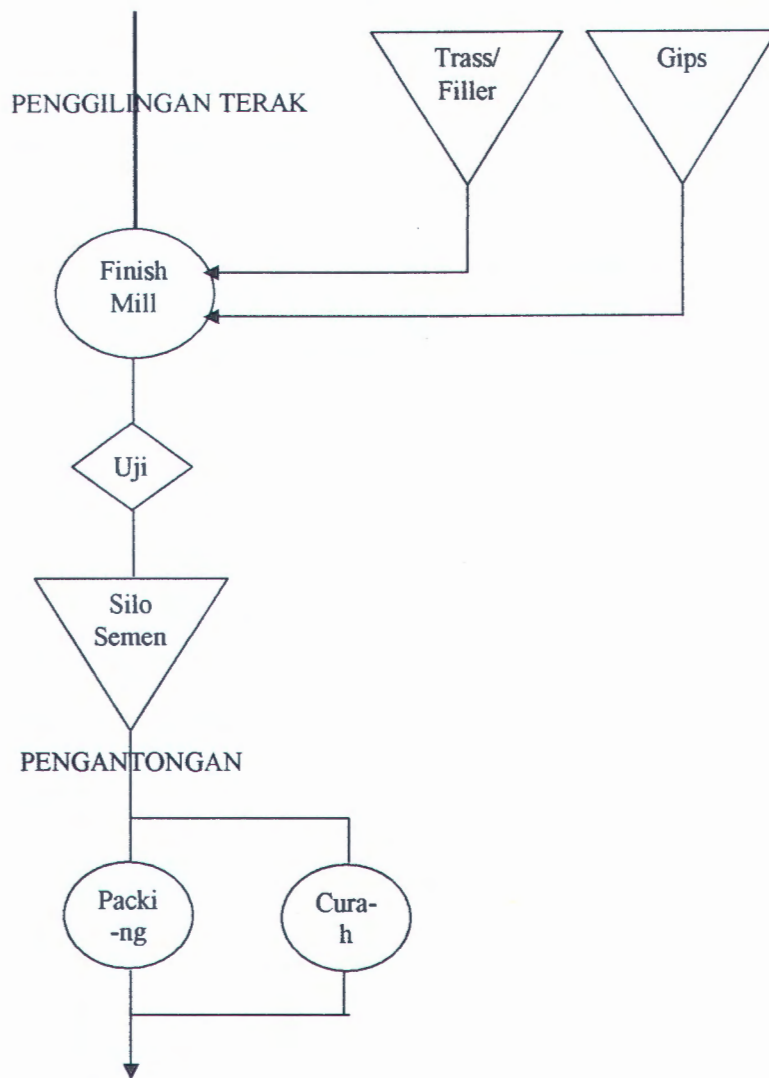 Trass/
Filler
Gips
PENGGILINGAN TERAK
Finish
Mill
Uji
Silo
Semen
PENGANTONGAN
Packi
-ng
Cura-
h